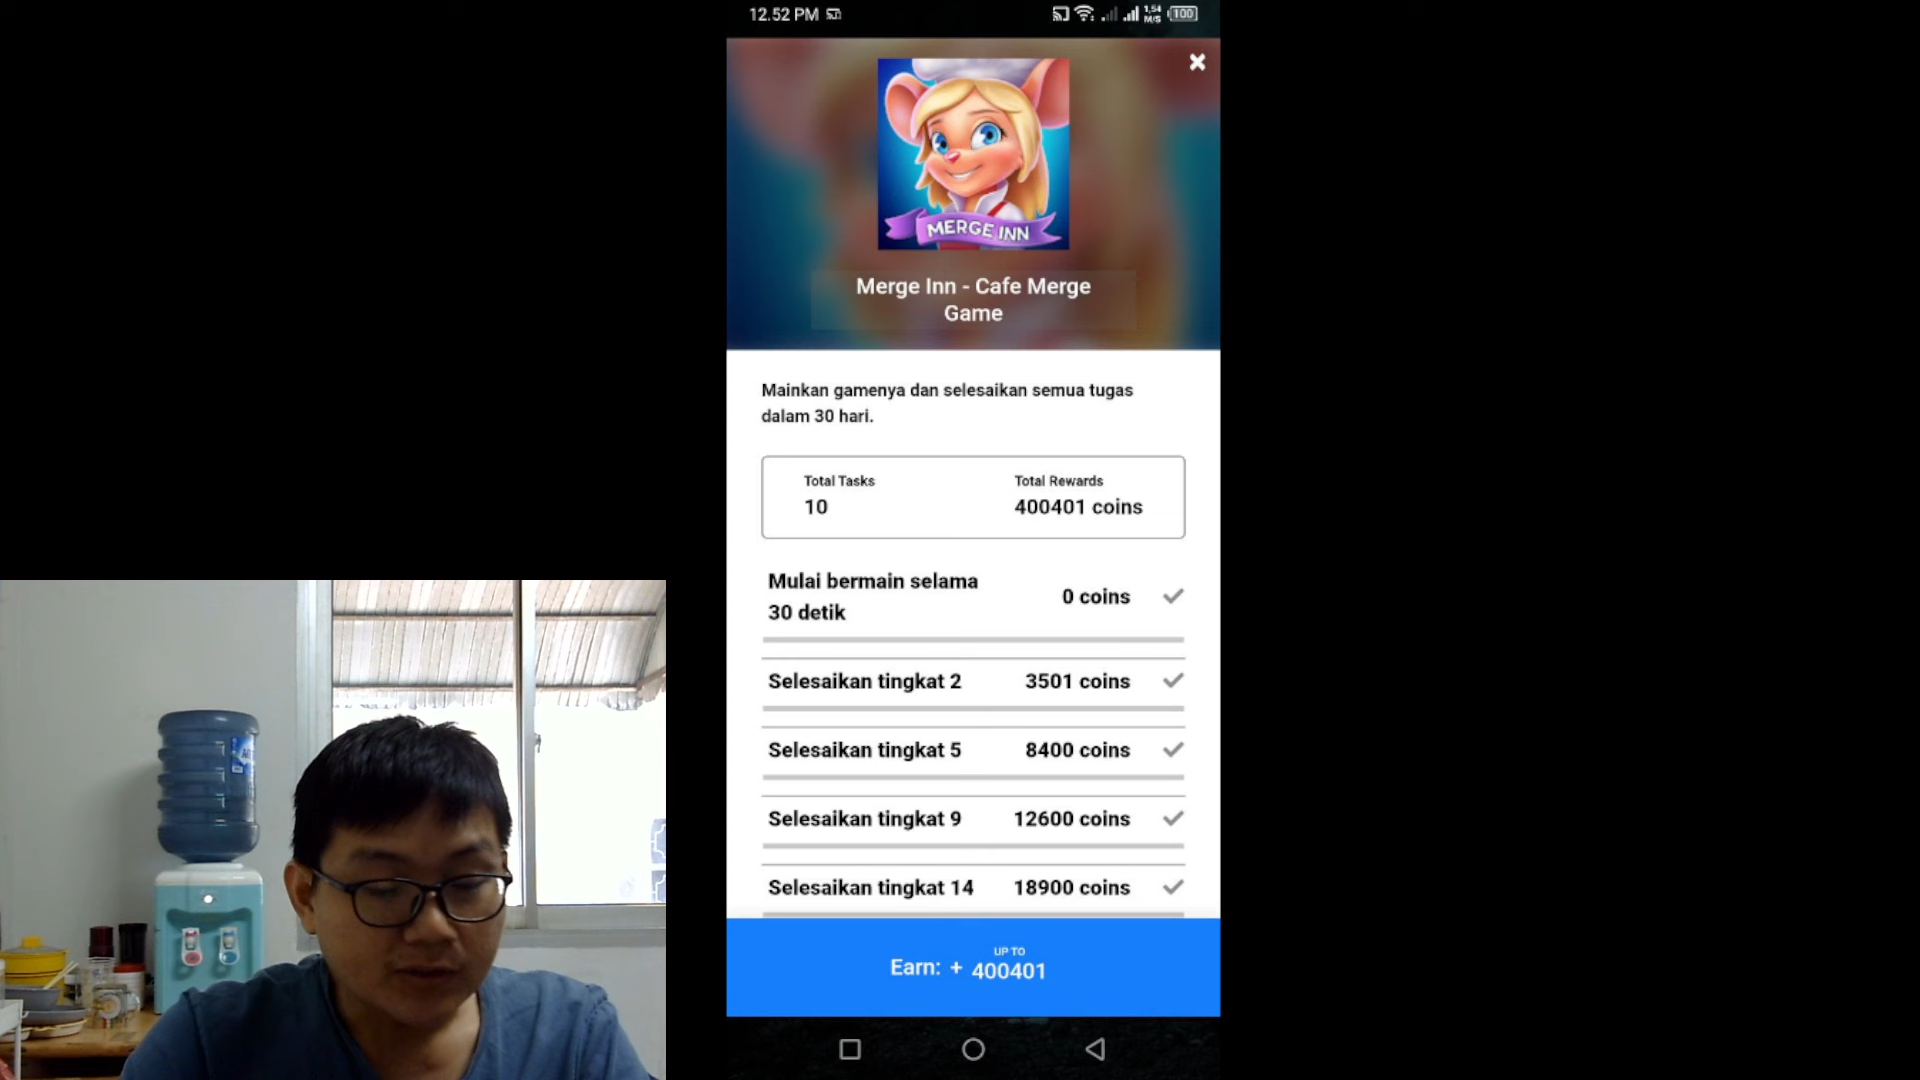 12.52 PM
1,54
M/S
100
MERGE INN
Merge Inn - Cafe Merge
Game
Mainkan gamenya dan selesaikan semua tugas
dalam 30 hari.
Total Tasks
Total Rewards
10
400401 coins
Mulai bermain selama
30 detik
0 coins
Selesaikan tingkat 2
3501 coins
Selesaikan tingkat 5
8400 coins
Selesaikan tingkat 9
12600 coins
Selesaikan tingkat 14
18900 coins
UP TO
Earn: + 400401